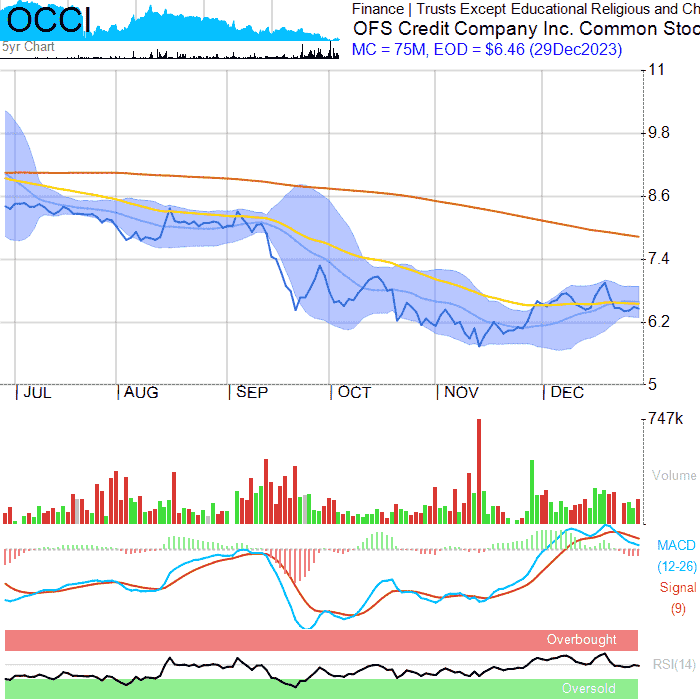 OCCI
5yr Chart
Finance | Trusts Except Educational Religious and Ch
OFS Credit Company Inc. Common Stoc
MC = 75M, EOD = $6.46 (29Dec2023)
11
9.8
8.6
7.4
6.2
5
| JUL | AUG | SEP | OCT | NOV | DEC
747k
Volume
MACD
(12-26)
Signal
(9)
Overbought
RSI(14)
Oversold